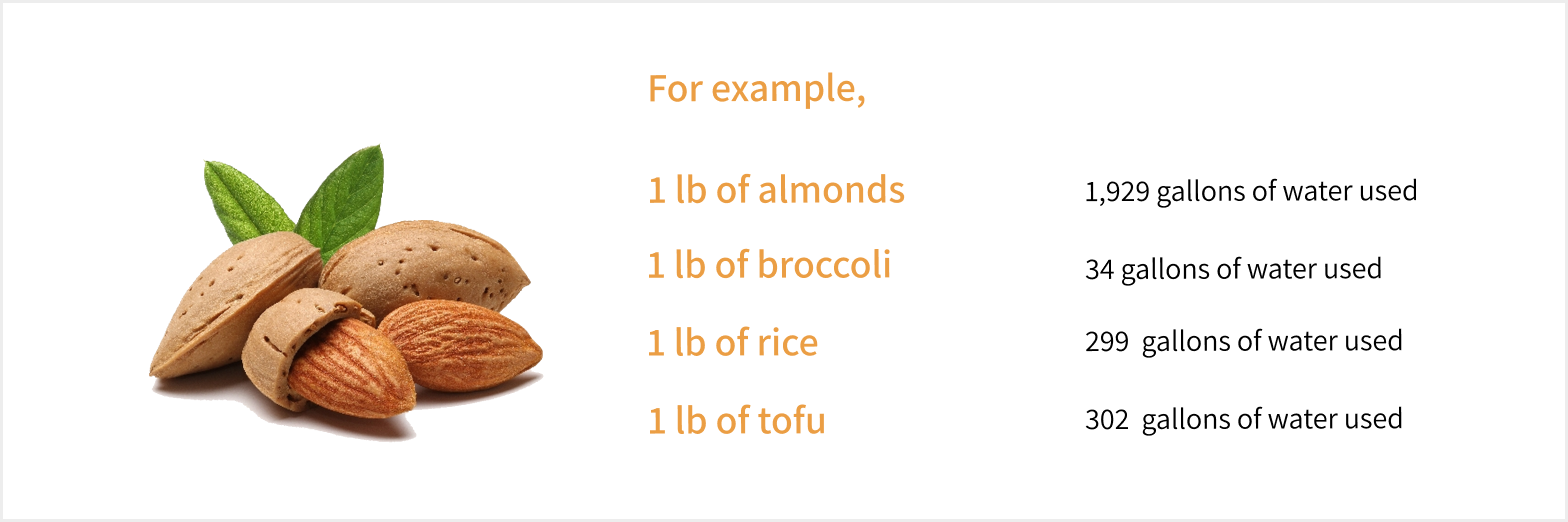 For example,
1 lb of almonds 1,929 gallons of water used
1 lb of broccoli 34 gallons of water used
1 lb of rice 299 gallons of water used
1 lb of tofu 302 gallons of water used